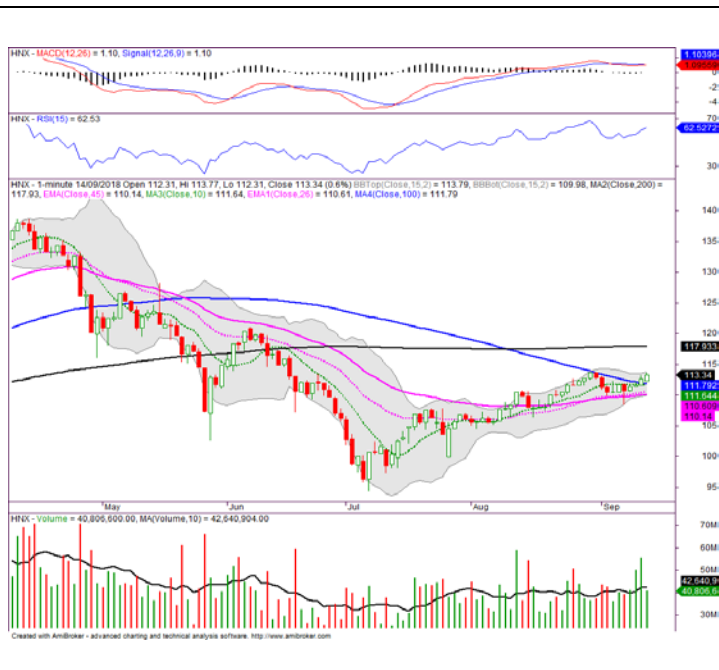 HNX - MACD(12,26) = 1.10, Signal(12,26,9) = 1.10
1.10396
-2
-4
HNX - RSI(15) = 62.53
70
62.5272
30
HNX - 1-minute 14/09/2018 Open 112.31, Hi 113.77, Lo 112.31, Close 113.34 (0.6%) BBTop(Close,15,2) = 113.79, BBBot(Close,15,2) = 109.98, MA2(Close,200) =
117.93, EMA(Close,45) = 110.14, MA3(Close,10) = 111.64, EMA1(Close,26) = 110.61, MA4(Close,100) = 111.79
140
135
130
125
120
117.933
115
113.34
111.792
111.644
110.14
105
100
95
May Jun Jul Aug Sep
HNX - Volume = 40,806,600.00, MA(Volume,10) = 42,640,904.00
70M
60M
50M
42,640,9
40,806,6
30M
Created with AmiBroker - advanced charting and technical analysis software. http://www.amibroker.com